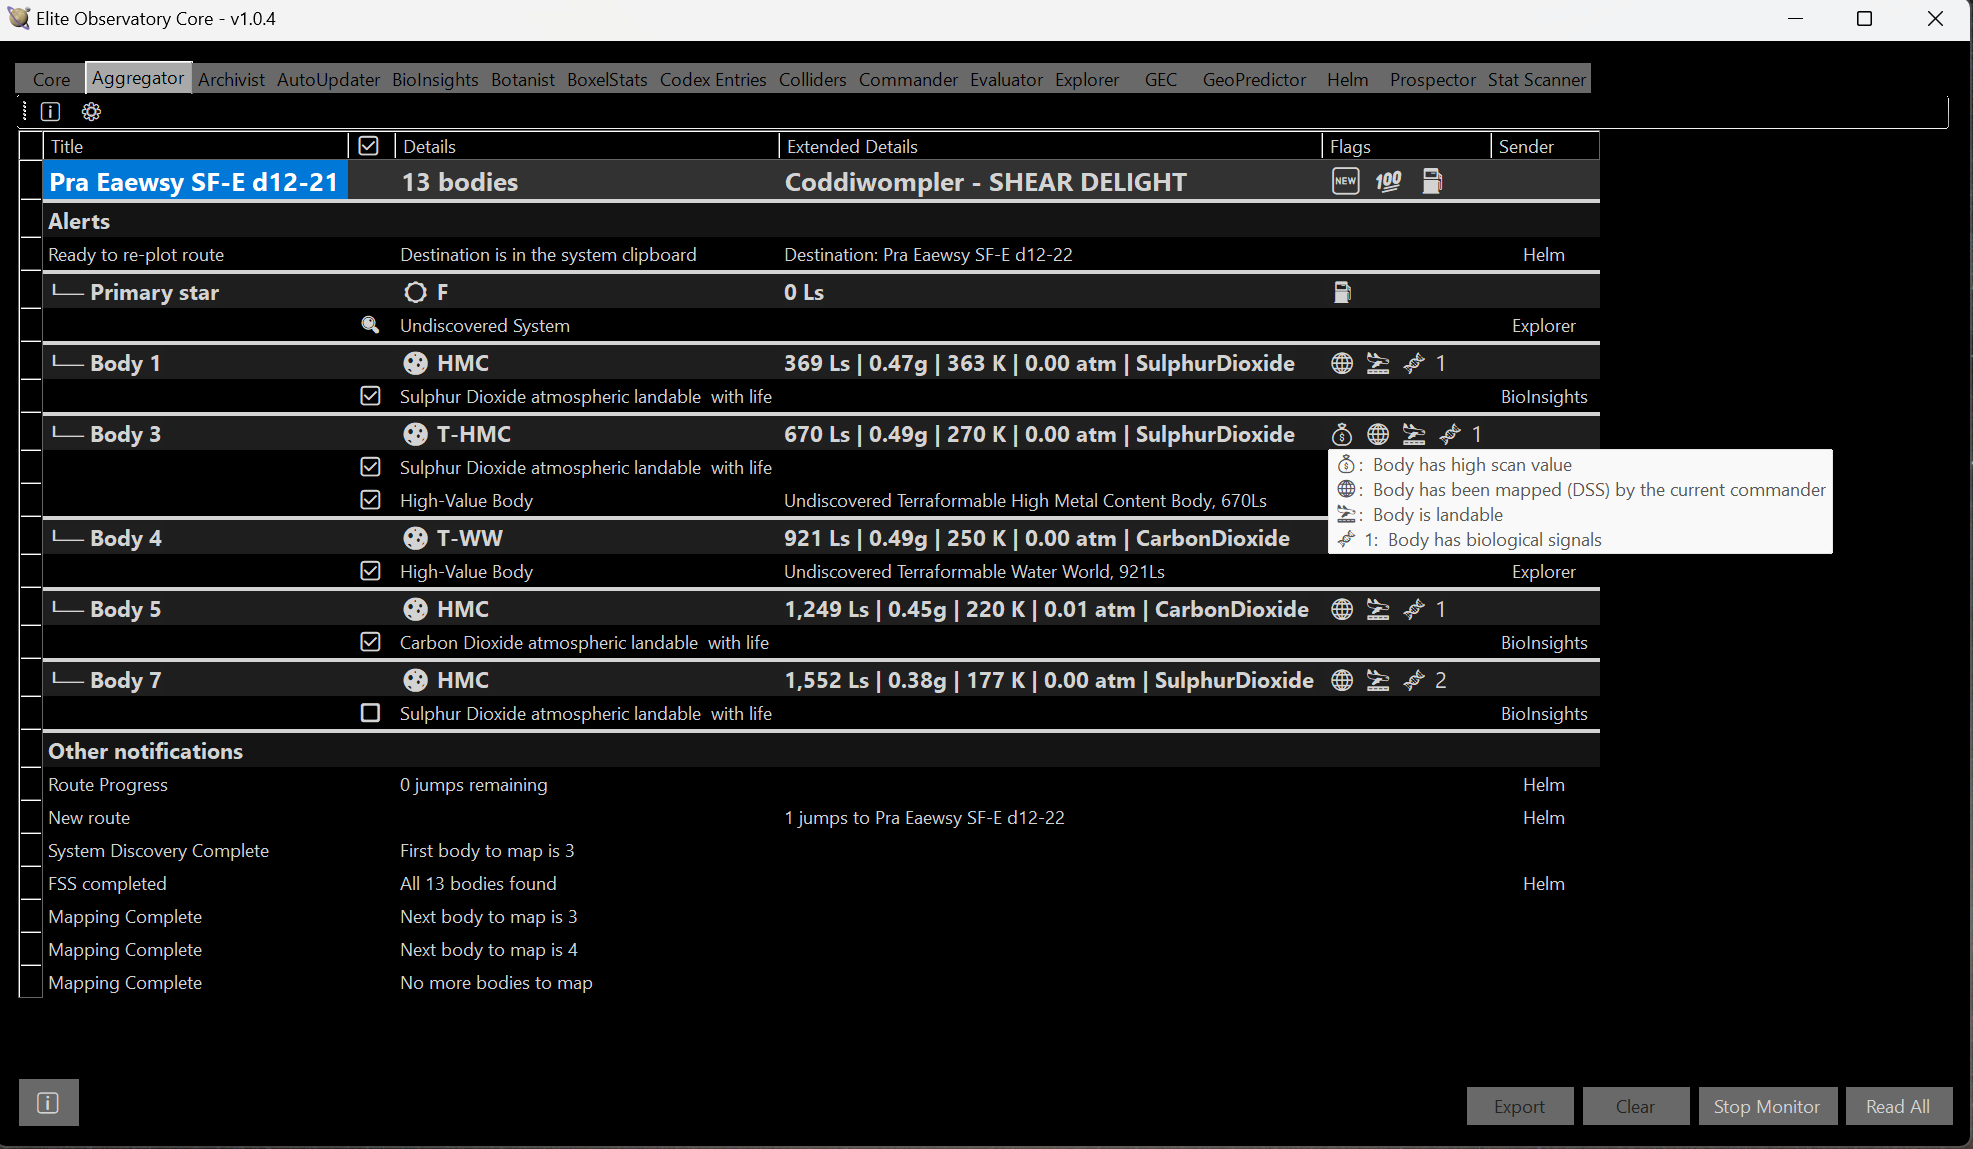 Elite Observatory Core - v1.0.4
Core Aggregator Archivist AutoUpdater BioInsights Botanist BoxelStats Codex Entries Colliders Commander Evaluator Explorer GEC GeoPredictor Helm Prospector Stat Scanner
Title Details Extended Details Flags Sender
Pra Eaewsy SF-E d12-21 13 bodies Coddiwompler - SHEAR DELIGHT NEW 100
Alerts
Ready to re-plot route Destination is in the system clipboard Destination: Pra Eaewsy SF-E d12-22 Helm
Primary star F 0 Ls
Undiscovered System Explorer
Body 1 HMC 369 Ls | 0.47g | 363 K | 0.00 atm | SulphurDioxide 1
Sulphur Dioxide atmospheric landable with life BioInsights
Body 3 T-HMC 670 Ls | 0.49g | 270 K | 0.00 atm | SulphurDioxide 1
Sulphur Dioxide atmospheric landable with life
High-Value Body Undiscovered Terraformable High Metal Content Body, 670Ls
: Body has high scan value
: Body has been mapped (DSS) by the current commander
: Body is landable
1: Body has biological signals
Body 4 T-WW 921 Ls | 0.49g | 250 K | 0.00 atm | CarbonDioxide
High-Value Body Undiscovered Terraformable Water World, 921Ls Explorer
Body 5 HMC 1,249 Ls | 0.45g | 220 K | 0.01 atm | CarbonDioxide 1
Carbon Dioxide atmospheric landable with life BioInsights
Body 7 HMC 1,552 Ls | 0.38g | 177 K | 0.00 atm | SulphurDioxide 2
Sulphur Dioxide atmospheric landable with life BioInsights
Other notifications
Route Progress 0 jumps remaining Helm
New route 1 jumps to Pra Eaewsy SF-E d12-22 Helm
System Discovery Complete First body to map is 3
FSS completed All 13 bodies found Helm
Mapping Complete Next body to map is 3
Mapping Complete Next body to map is 4
Mapping Complete No more bodies to map
Export Clear Stop Monitor Read All